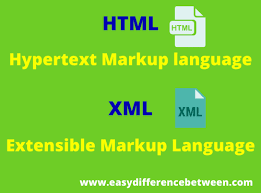 HTML
HTML
Hypertext Markup language
XML
XML
Extensible Markup Language
www.easydifferencebetween.com